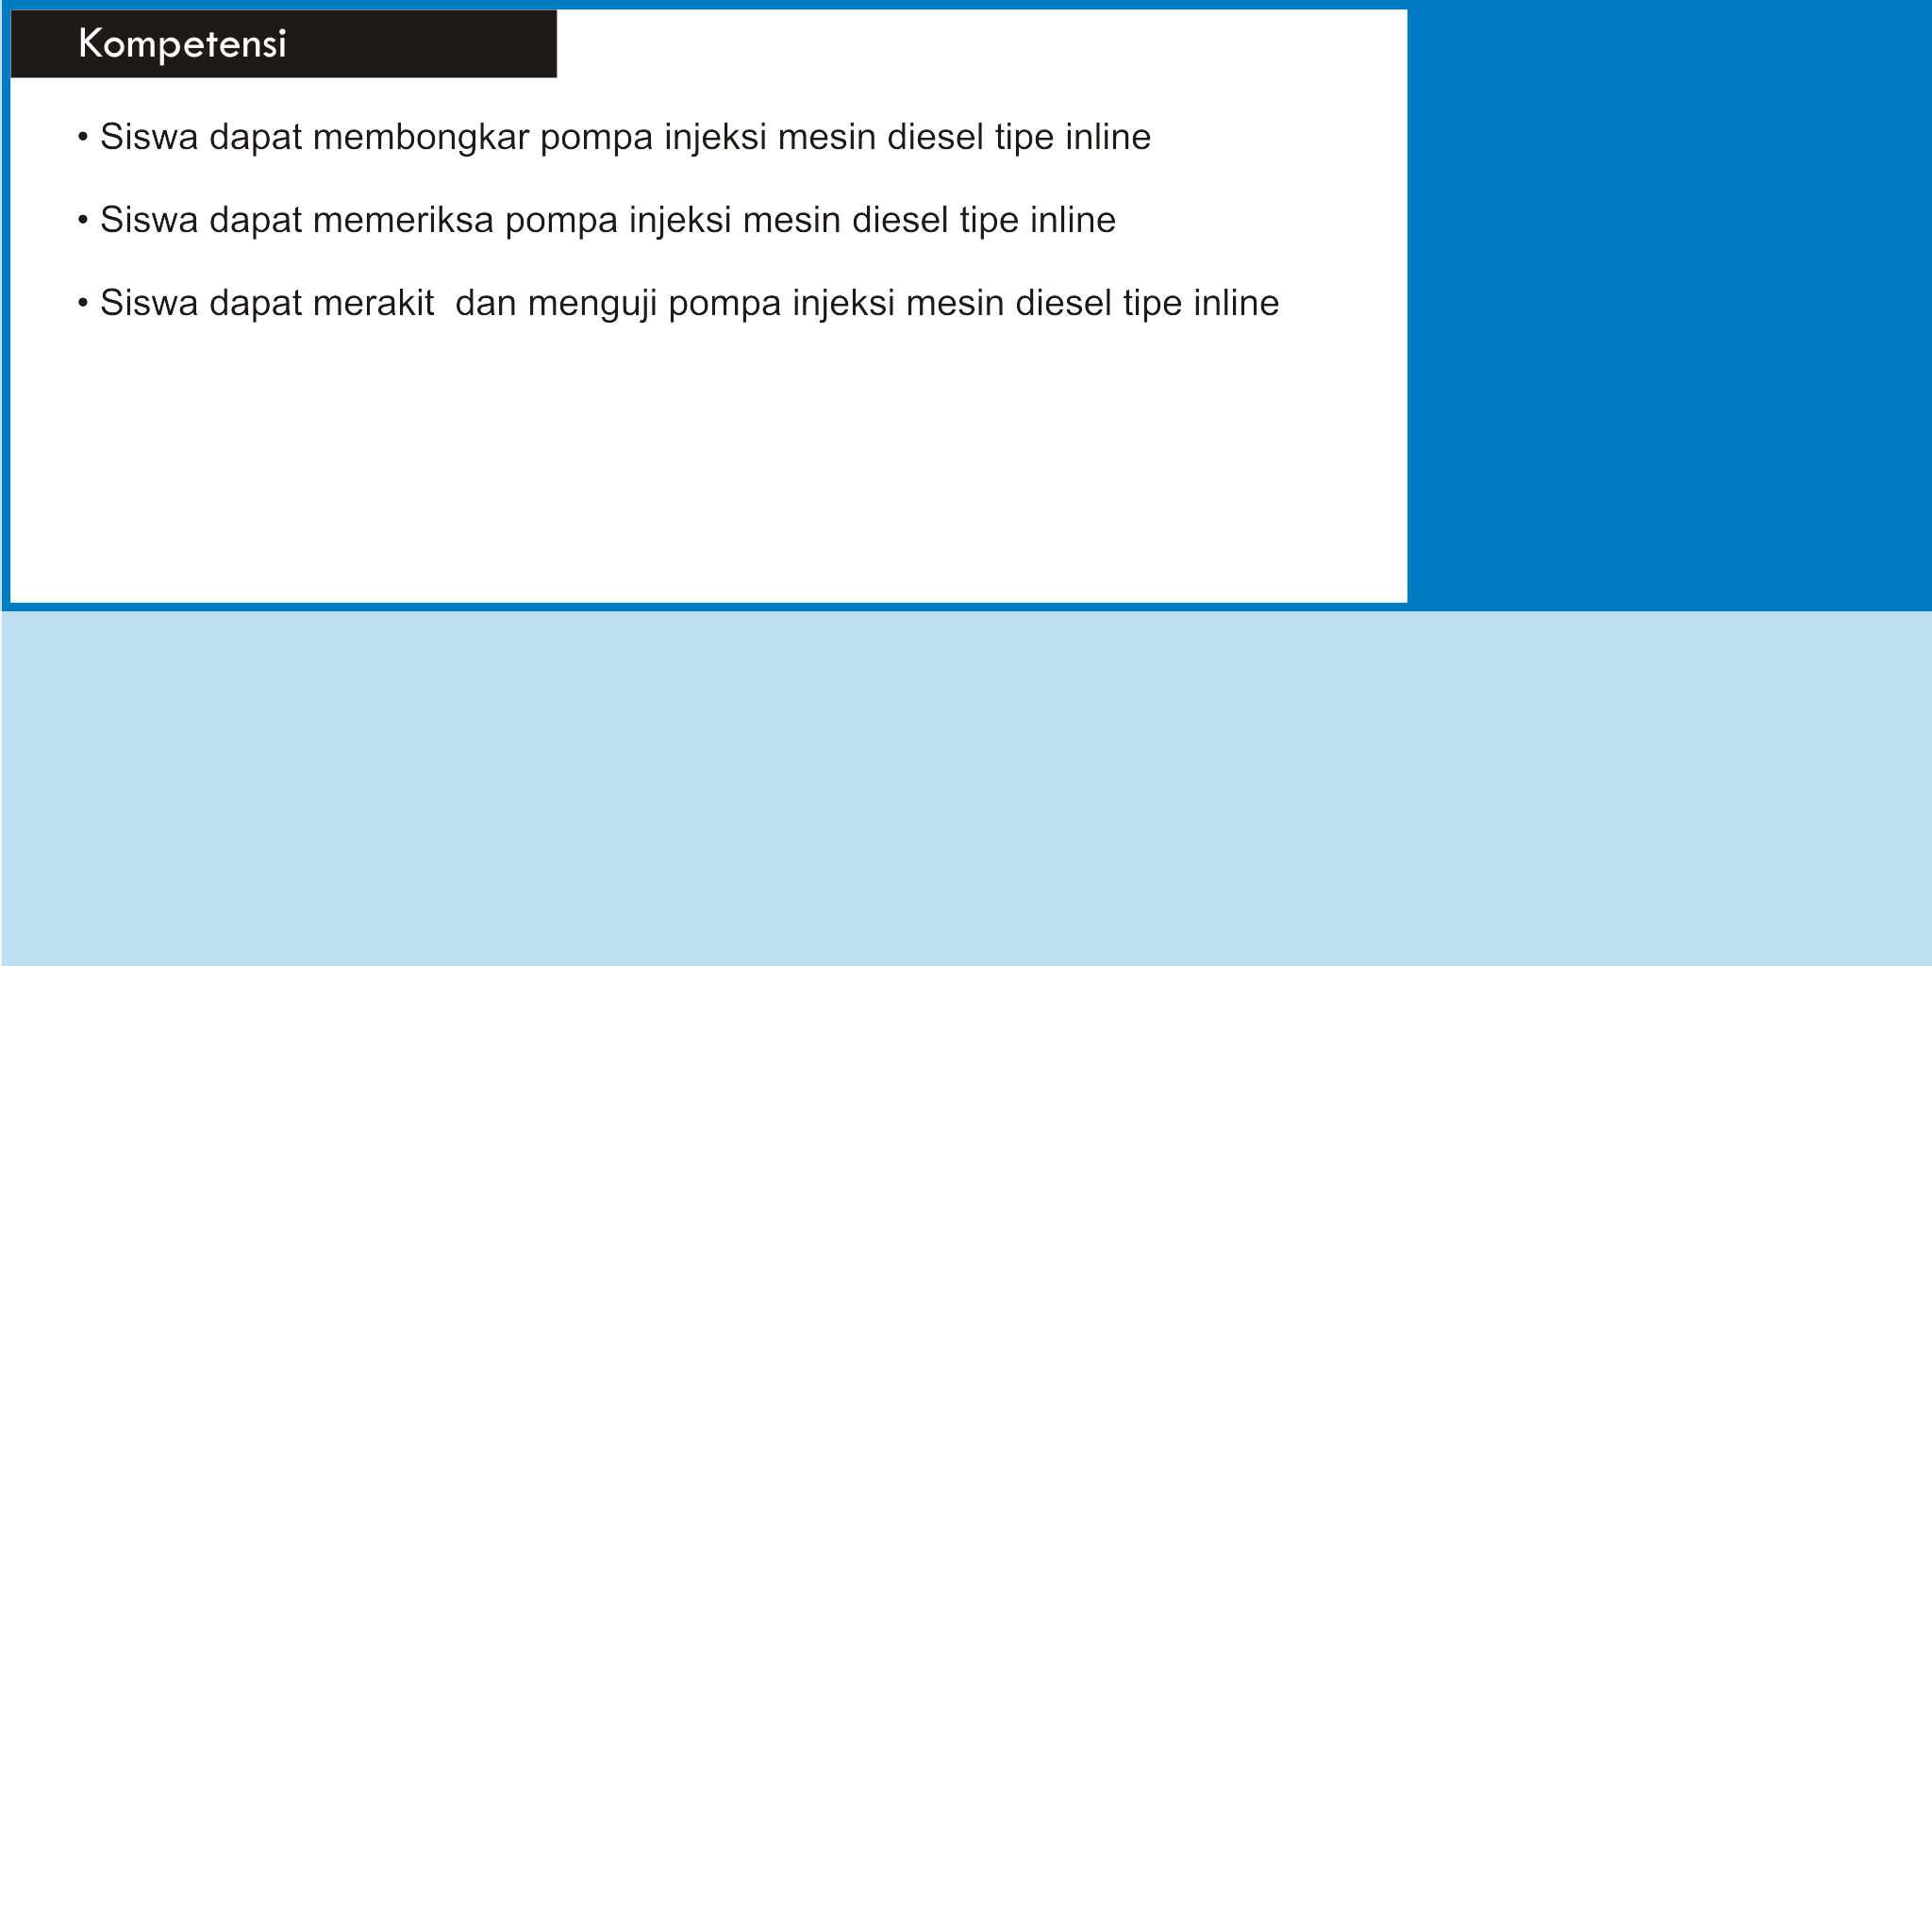 Kompetensi
• Siswa dapat membongkar pompa injeksi mesin diesel tipe inline
• Siswa dapat memeriksa pompa injeksi mesin diesel tipe inline
• Siswa dapat merakit  dan menguji pompa injeksi mesin diesel tipe inline